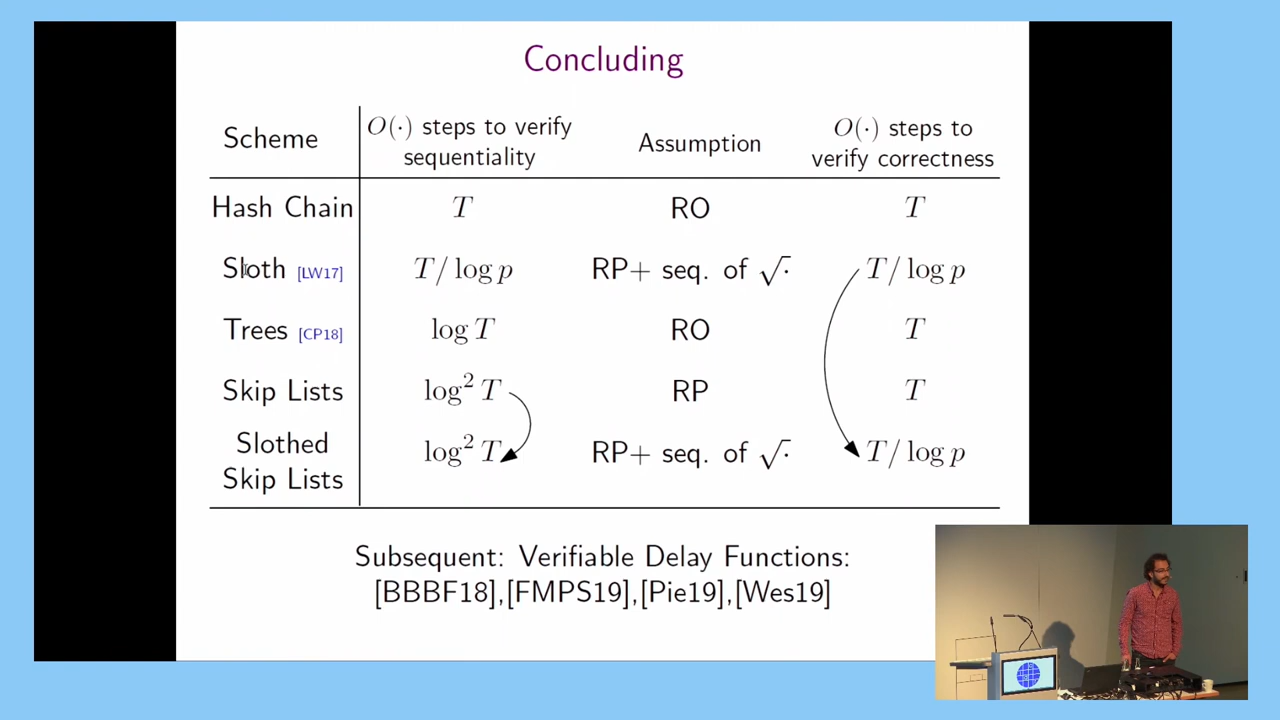 Concluding
Scheme | O(·) steps to verify sequentiality | Assumption | O(·) steps to verify correctness
Hash Chain | T | RO | T
Sloth [LW17] | T/ log p | RP+ seq. of √· | T/ log p
Trees [CP18] | log T | RO | T
Skip Lists | log² T | RP | T
Slothed Skip Lists | log² T | RP+ seq. of √· | T/ log p
Subsequent: Verifiable Delay Functions:
[BBBF18],[FMPS19],[Pie19],[Wes19]